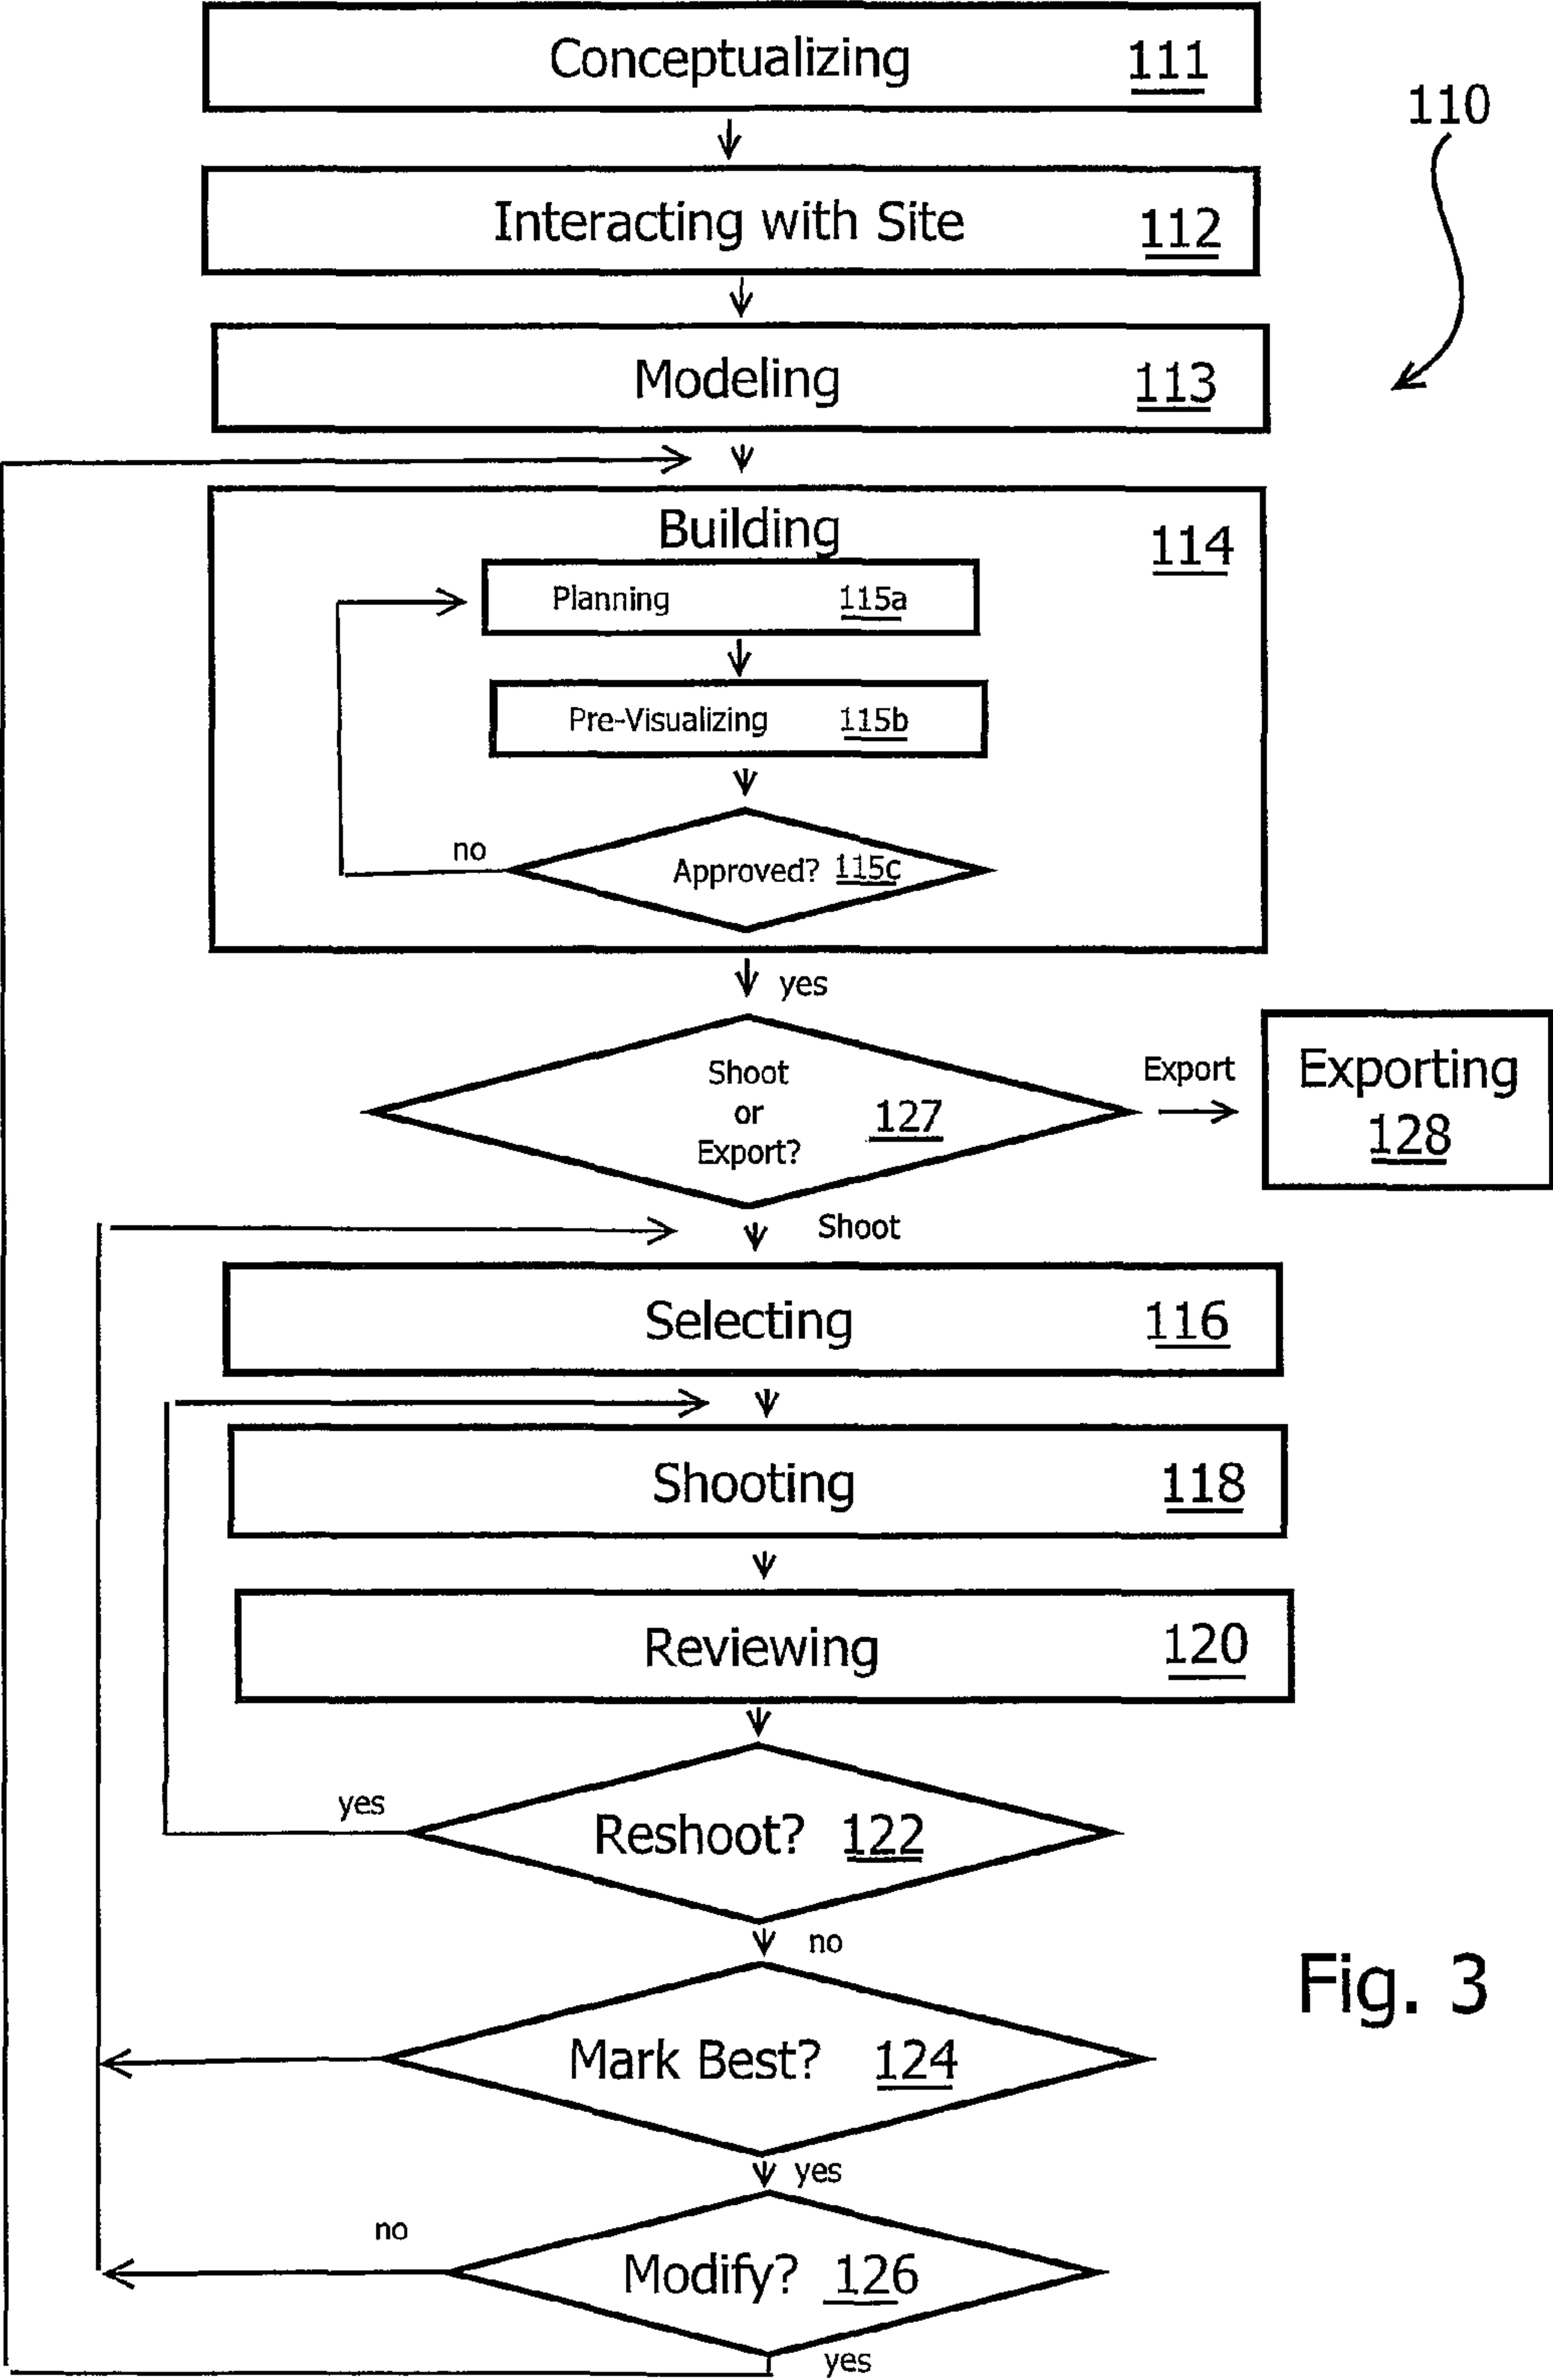 Conceptualizing 111
110
Interacting with Site 112
Modeling 113
Building 114
Planning 115a
Pre-Visualizing 115b
no
Approved? 115c
yes
Shoot
or
Export?
127
Export
Exporting
128
Shoot
Selecting 116
Shooting 118
Reviewing 120
yes
Reshoot? 122
no
Fig. 3
Mark Best? 124
yes
no
Modify? 126
yes